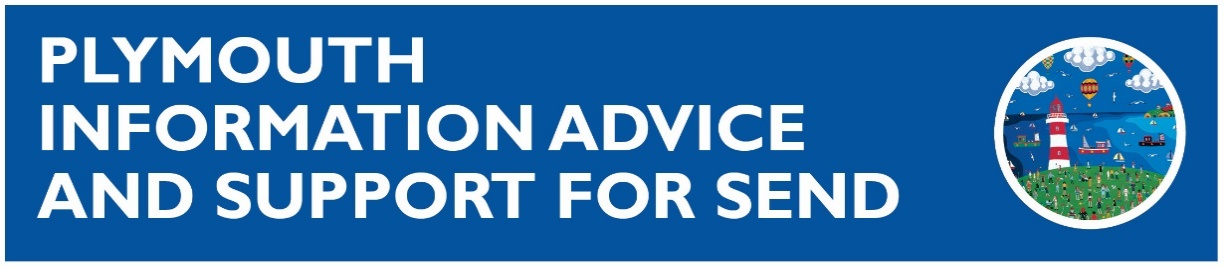 PLYMOUTH
INFORMATION ADVICE
AND SUPPORT FOR SEND